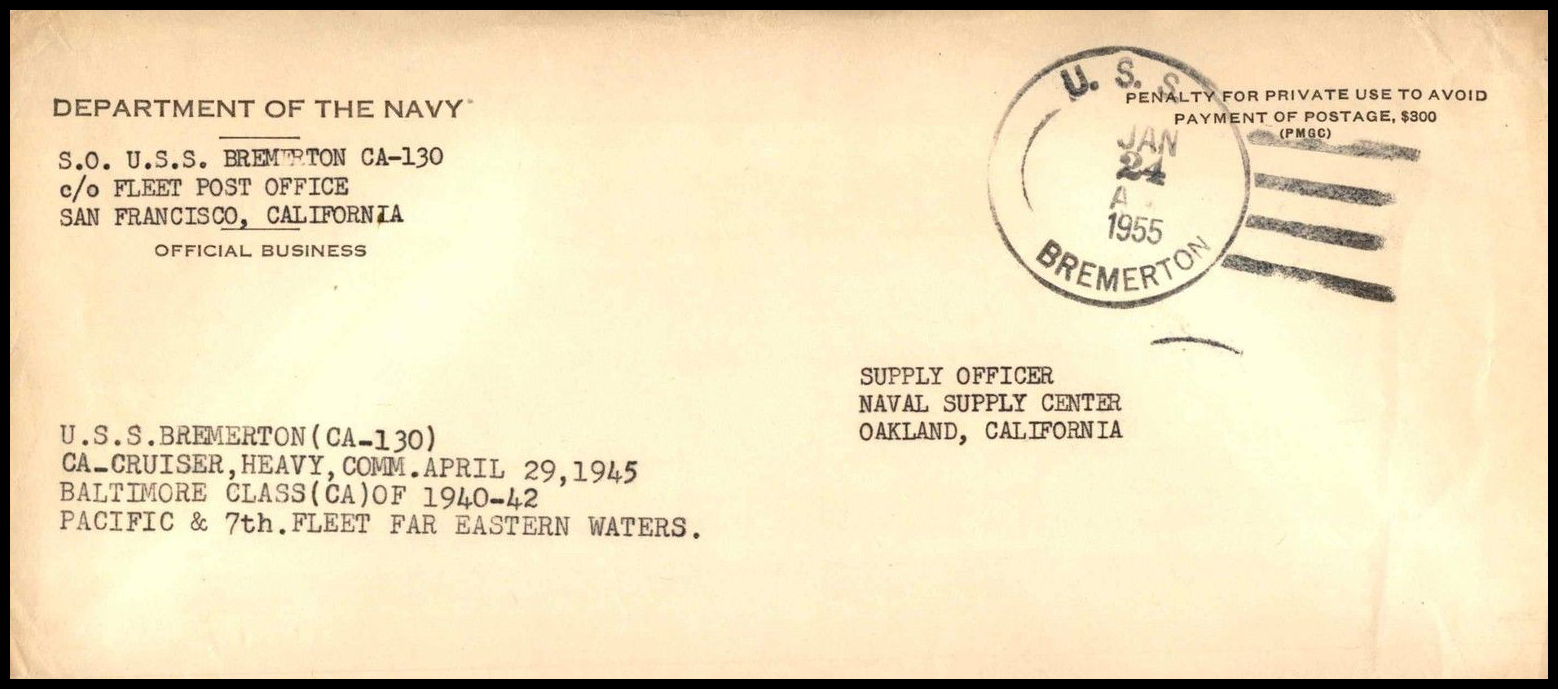 DEPARTMENT OF THE NAVY
S.O. U.S.S. BREMERTON CA-130
c/o FLEET POST OFFICE
SAN FRANCISCO, CALIFORNIA
OFFICIAL BUSINESS
U. S. S.
JAN
24
A
1955
BREMERTON
PENALTY FOR PRIVATE USE TO AVOID
PAYMENT OF POSTAGE, $300
(PMGC)
SUPPLY OFFICER
NAVAL SUPPLY CENTER
OAKLAND, CALIFORNIA
U.S.S.BREMERTON(CA-130)
CA-CRUISER,HEAVY,COMM.APRIL 29,1945
BALTIMORE CLASS(CA)OF 1940-42
PACIFIC & 7th.FLEET FAR EASTERN WATERS.